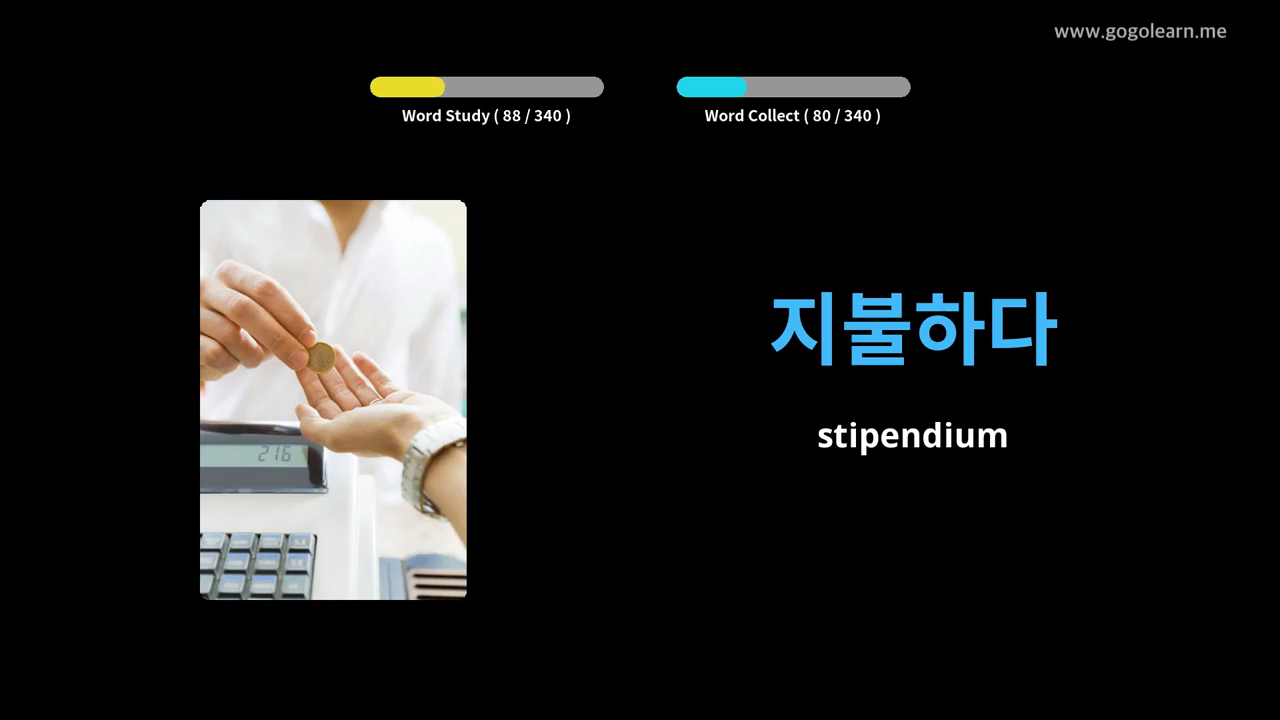 www.gogolearn.me
Word Study ( 88 / 340 )
Word Collect ( 80 / 340 )
지불하다
stipendium
216